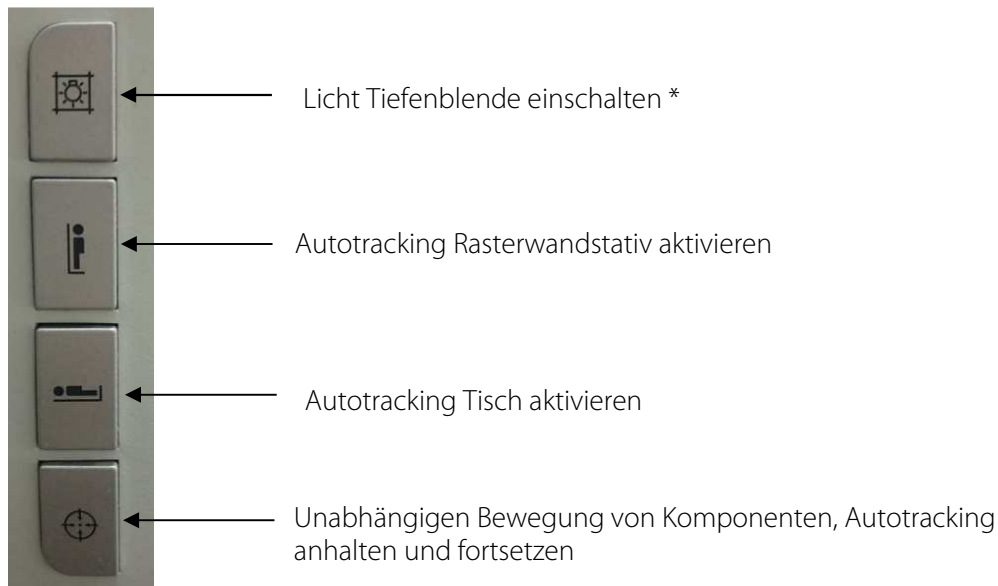 Licht Tiefenblende einschalten *
Autotracking Rasterwandstativ aktivieren
Autotracking Tisch aktivieren
Unabhängigen Bewegung von Komponenten, Autotracking
anhalten und fortsetzen